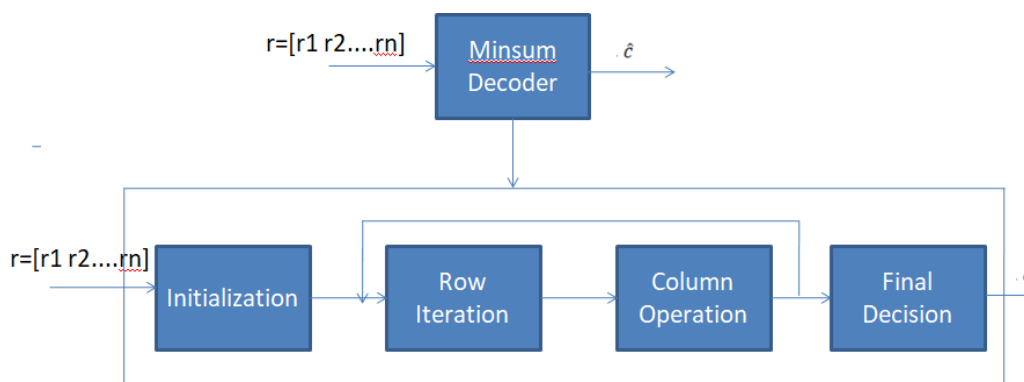 r=[r1 r2....rn]
Minsum
Decoder
ĉ
r=[r1 r2....rn]
Initialization
Row
Iteration
Column
Operation
Final
Decision